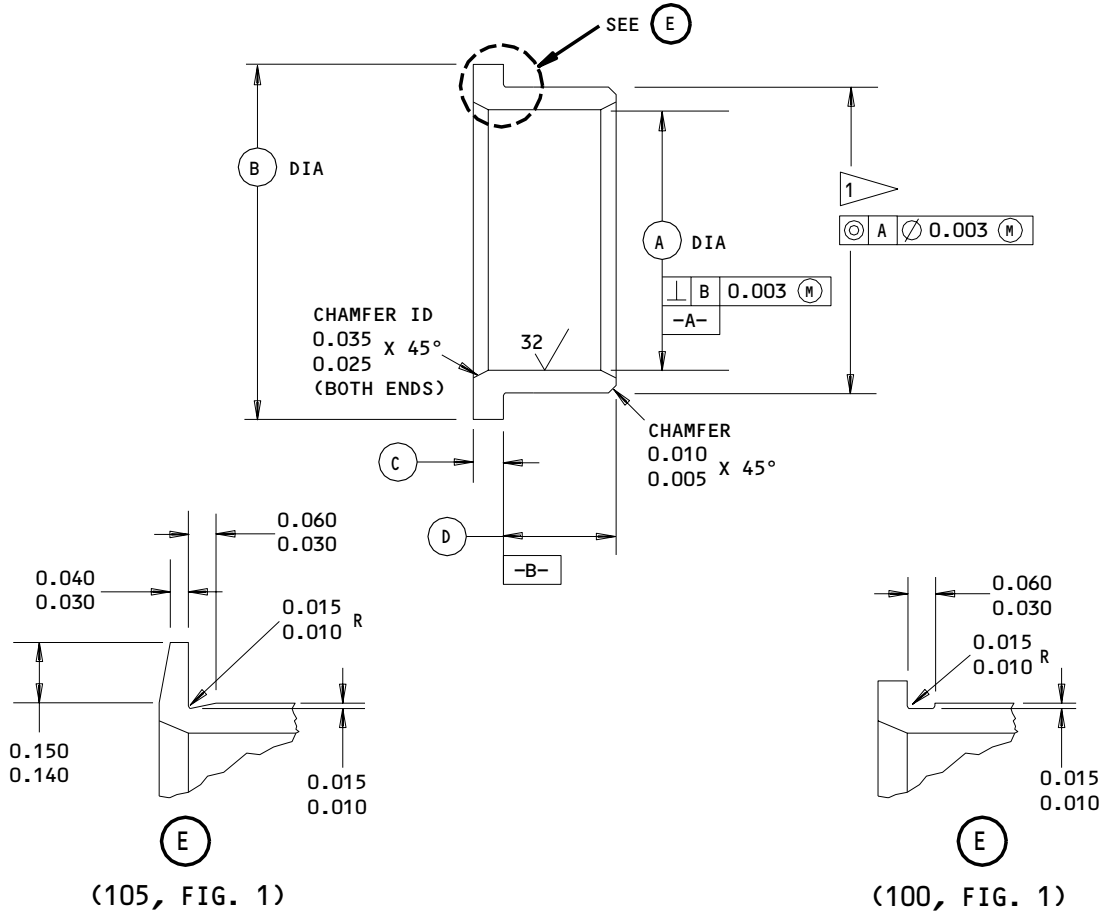 SEE E
B DIA
1
◎ A ⌀ 0.003 Ⓜ
A DIA
⊥ B 0.003 Ⓜ
-A-
CHAMFER ID
0.035
0.025 X 45°
(BOTH ENDS)
32
CHAMFER
0.010
0.005 X 45°
C
D
-B-
0.060
0.030
0.040
0.030
0.015
0.010 R
0.150
0.140
0.015
0.010
E
(105, FIG. 1)
0.060
0.030
0.015
0.010 R
0.015
0.010
E
(100, FIG. 1)